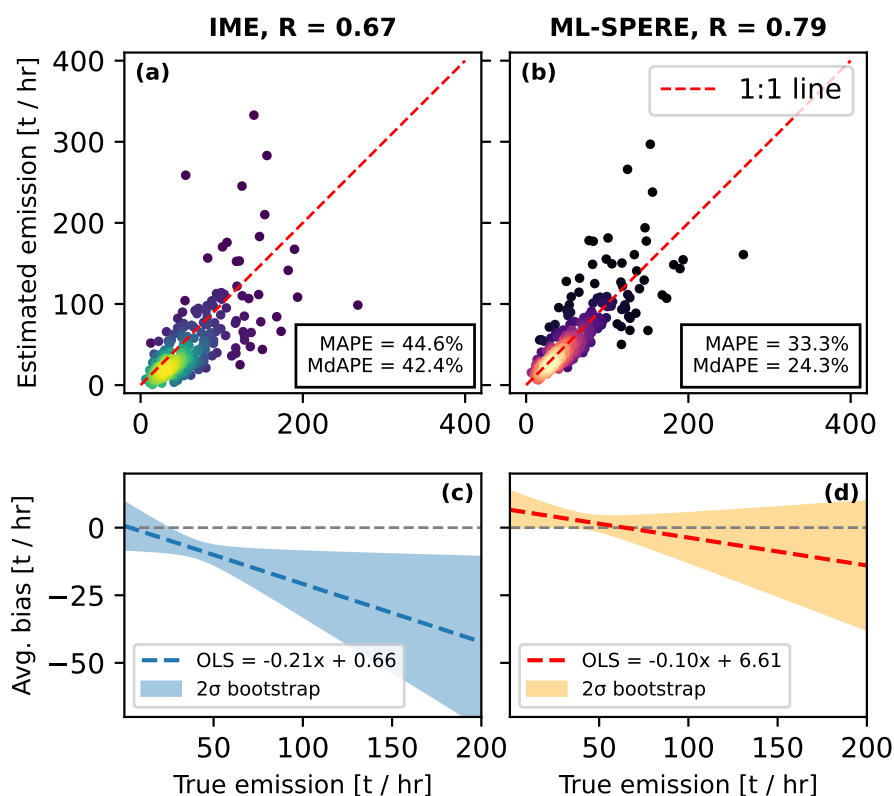 IME, R = 0.67
ML-SPERE, R = 0.79
(a)
(b)
1:1 line
Estimated emission [t / hr]
400
300
200
100
0
MAPE = 44.6%
MdAPE = 42.4%
MAPE = 33.3%
MdAPE = 24.3%
0
200
400
0
200
400
(c)
(d)
Avg. bias [t / hr]
0
−25
−50
OLS = -0.21x + 0.66
2σ bootstrap
OLS = -0.10x + 6.61
2σ bootstrap
50
100
150
200
50
100
150
200
True emission [t / hr]
True emission [t / hr]